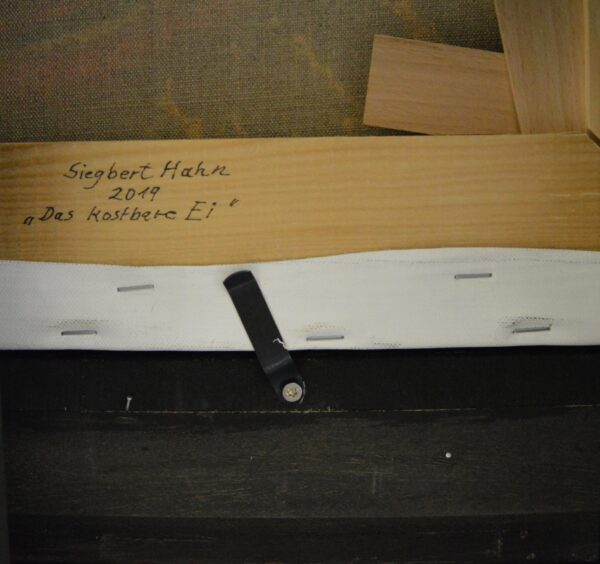 Siegbert Hahn
2019
„Das kostbare Ei"